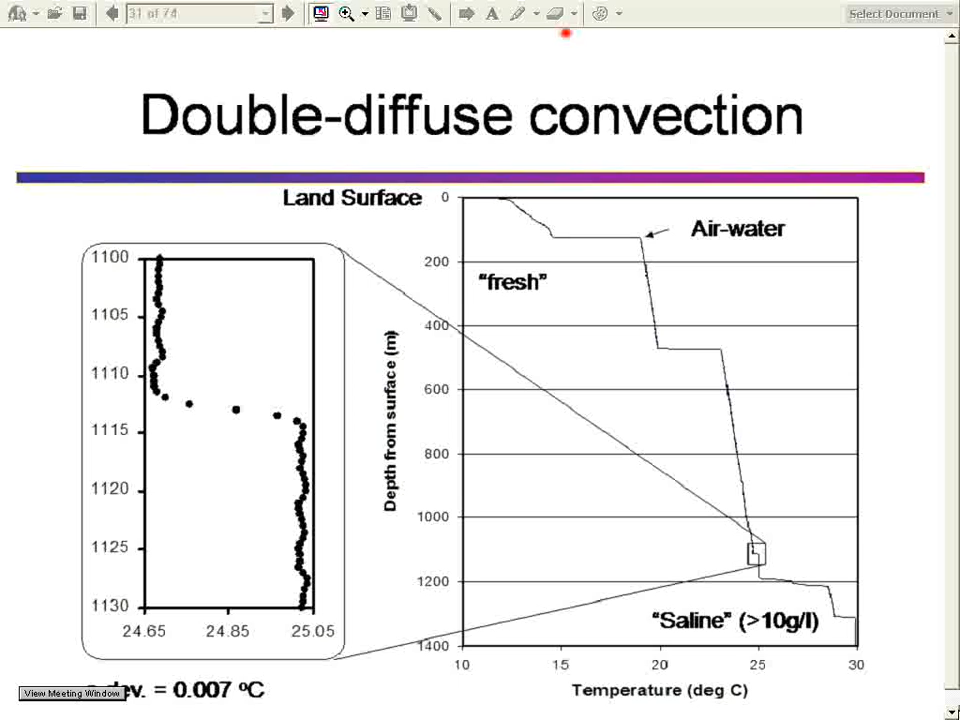 31 of 74
Select Document
Double-diffuse convection
Land Surface
Air-water
"fresh"
"Saline" (>10g/l)
0
200
400
600
800
1000
1200
1400
10 15 20 25 30
Depth from surface (m)
Temperature (deg C)
1100
1105
1110
1115
1120
1125
1130
24.65 24.85 25.05
dev. = 0.007 ºC
View Meeting Window